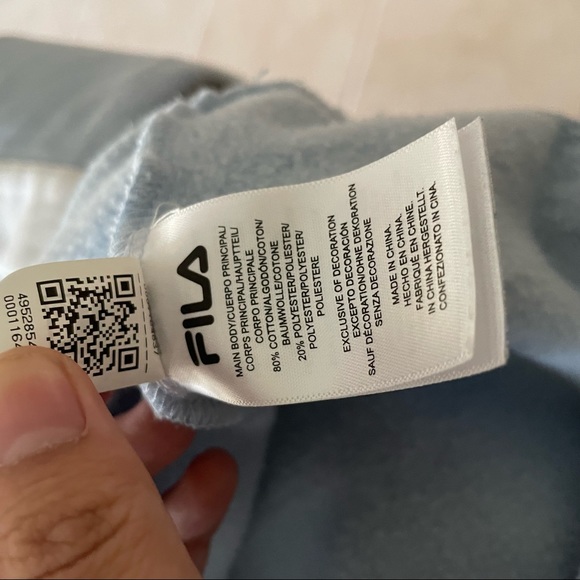 FILA
MAIN BODY/CUERPO PRINCIPAL/
CORPS PRINCIPAL/HAUPTTEIL/
CORPO PRINCIPALE
80% COTTON/ALGODÓN/COTON/
BAUMWOLLE/COTONE
20% POLYESTER/POLIESTER/
POLYESTER/POLYESTER/
POLIESTERE
EXCLUSIVE OF DECORATION
EXCEPTO DECORACIÓN
SAUF DÉCORATION/OHNE DEKORATION
SENZA DECORAZIONE
MADE IN CHINA.
HECHO EN CHINA.
FABRIQUÉ EN CHINE.
IN CHINA HERGESTELLT.
CONFEZIONATO IN CINA.